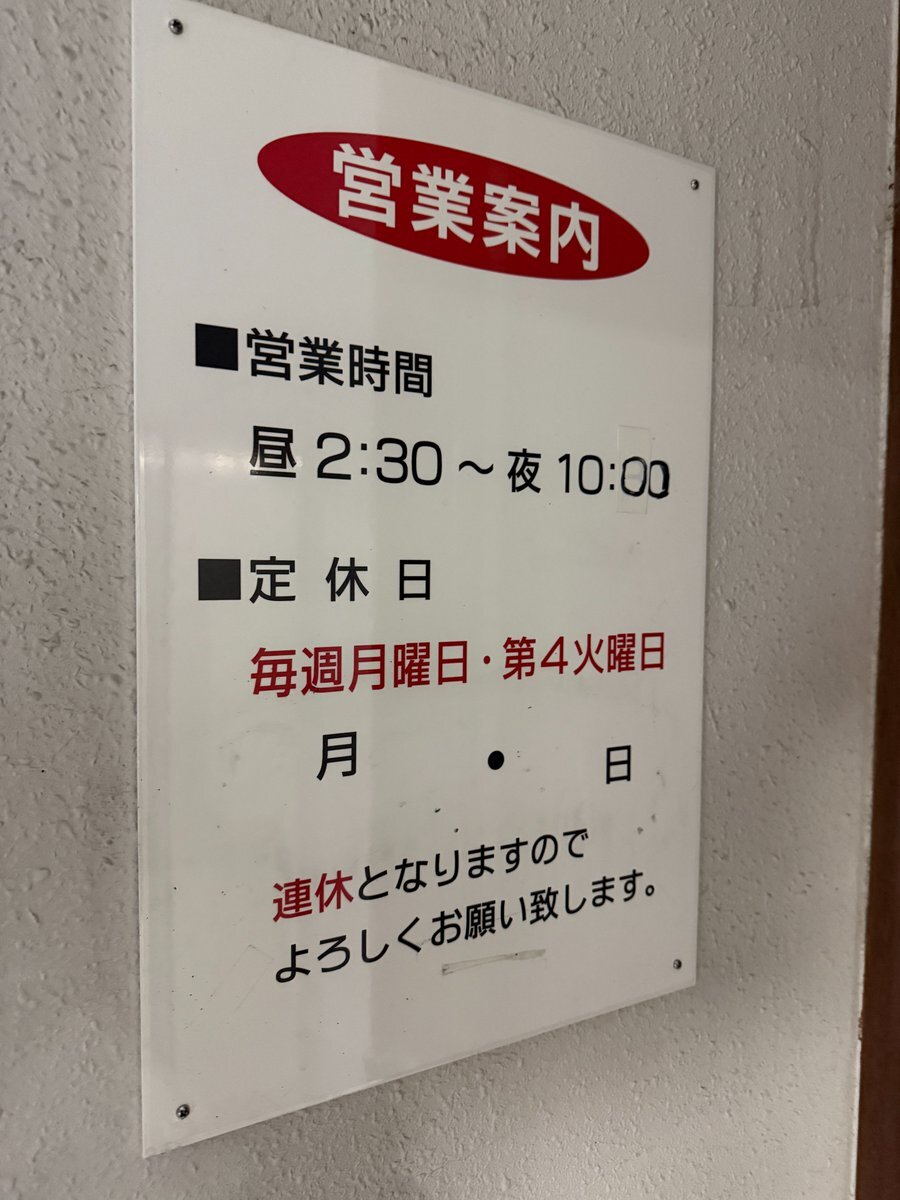 営業案内
■営業時間
昼 2:30 ～ 夜 10:00
■定 休 日
毎週月曜日・第4火曜日
月 ● 日
連休となりますので
よろしくお願い致します。